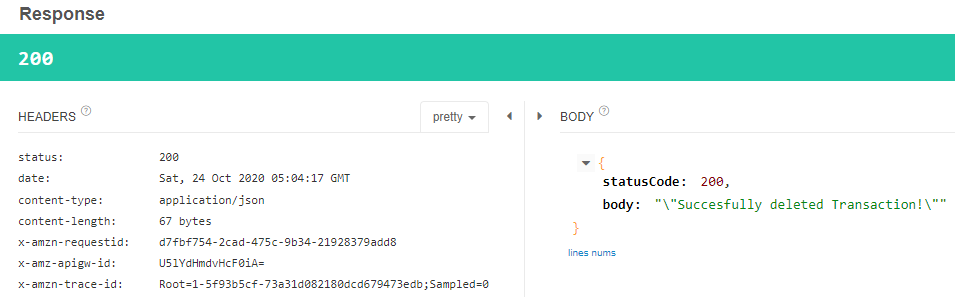 Response
200
HEADERS ?
pretty
BODY ?
status: 200
date: Sat, 24 Oct 2020 05:04:17 GMT
content-type: application/json
content-length: 67 bytes
x-amzn-requestid: d7fbf754-2cad-475c-9b34-21928379add8
x-amz-apigw-id: U51YdHmdvHcF0iA=
x-amzn-trace-id: Root=1-5f93b5cf-73a31d082180dcd679473edb;Sampled=0
{
statusCode: 200,
body: "\"Succesfully deleted Transaction!\""
}
lines nums